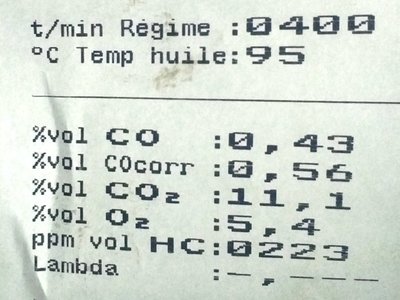 t/min Régime :0400
ºC Temp huile:95
%vol CO :0,43
%vol COcorr :0,56
%vol CO₂ :11,1
%vol O₂ :5,4
ppm vol HC:0223
Lambda :-,---